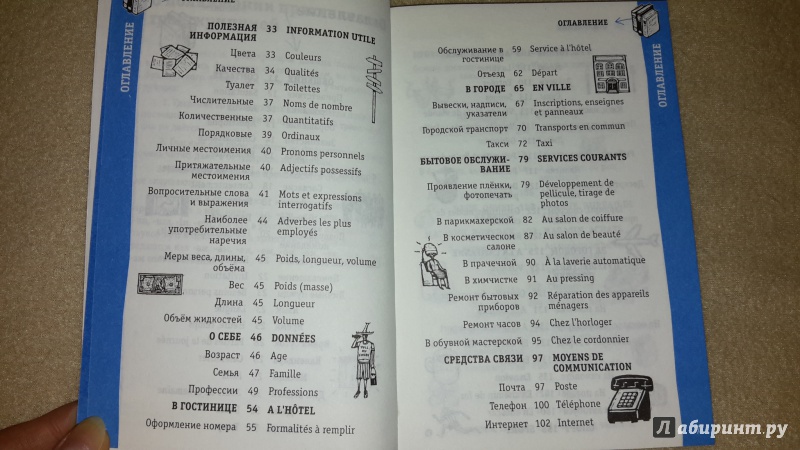 ОГЛАВЛЕНИЕ
ПОЛЕЗНАЯ 33 INFORMATION UTILE
ИНФОРМАЦИЯ
Цвета 33 Couleurs
Качества 34 Qualités
Туалет 37 Toilettes
Числительные 37 Noms de nombre
Количественные 37 Quantitatifs
Порядковые 39 Ordinaux
Личные местоимения 40 Pronoms personnels
Притяжательные 40 Adjectifs possessifs
местоимения
Вопросительные слова 41 Mots et expressions
и выражения interrogatifs
Наиболее 44 Adverbes les plus
употребительные employés
наречия
Меры веса, длины, 45 Poids, longueur, volume
объёма
Вес 45 Poids (masse)
Длина 45 Longueur
Объём жидкостей 45 Volume
О СЕБЕ 46 DONNÉES
Возраст 46 Age
Семья 47 Famille
Профессии 49 Professions
В ГОСТИНИЦЕ 54 A L'HÔTEL
Оформление номера 55 Formalités à remplir
ОГЛАВЛЕНИЕ
ОГЛАВЛЕНИЕ
Обслуживание в 59 Service à l'hôtel
гостинице
Отъезд 62 Départ
В ГОРОДЕ 65 EN VILLE
Вывески, надписи, 67 Inscriptions, enseignes
указатели et panneaux
Городской транспорт 70 Transports en commun
Такси 72 Taxi
БЫТОВОЕ ОБСЛУЖИ- 79 SERVICES COURANTS
ВАНИЕ
Проявление плёнки, 79 Développement de
фотопечать pellicule, tirage de
photos
В парикмахерской 82 Au salon de coiffure
В косметическом 87 Au salon de beauté
салоне
В прачечной 90 À la laverie automatique
В химчистке 91 Au pressing
Ремонт бытовых 92 Réparation des appareils
приборов ménagers
Ремонт часов 94 Chez l'horloger
В обувной мастерской 95 Chez le cordonnier
СРЕДСТВА СВЯЗИ 97 MOYENS DE
COMMUNICATION
Почта 97 Poste
Телефон 100 Téléphone
Интернет 102 Internet
Лабиринт.ру